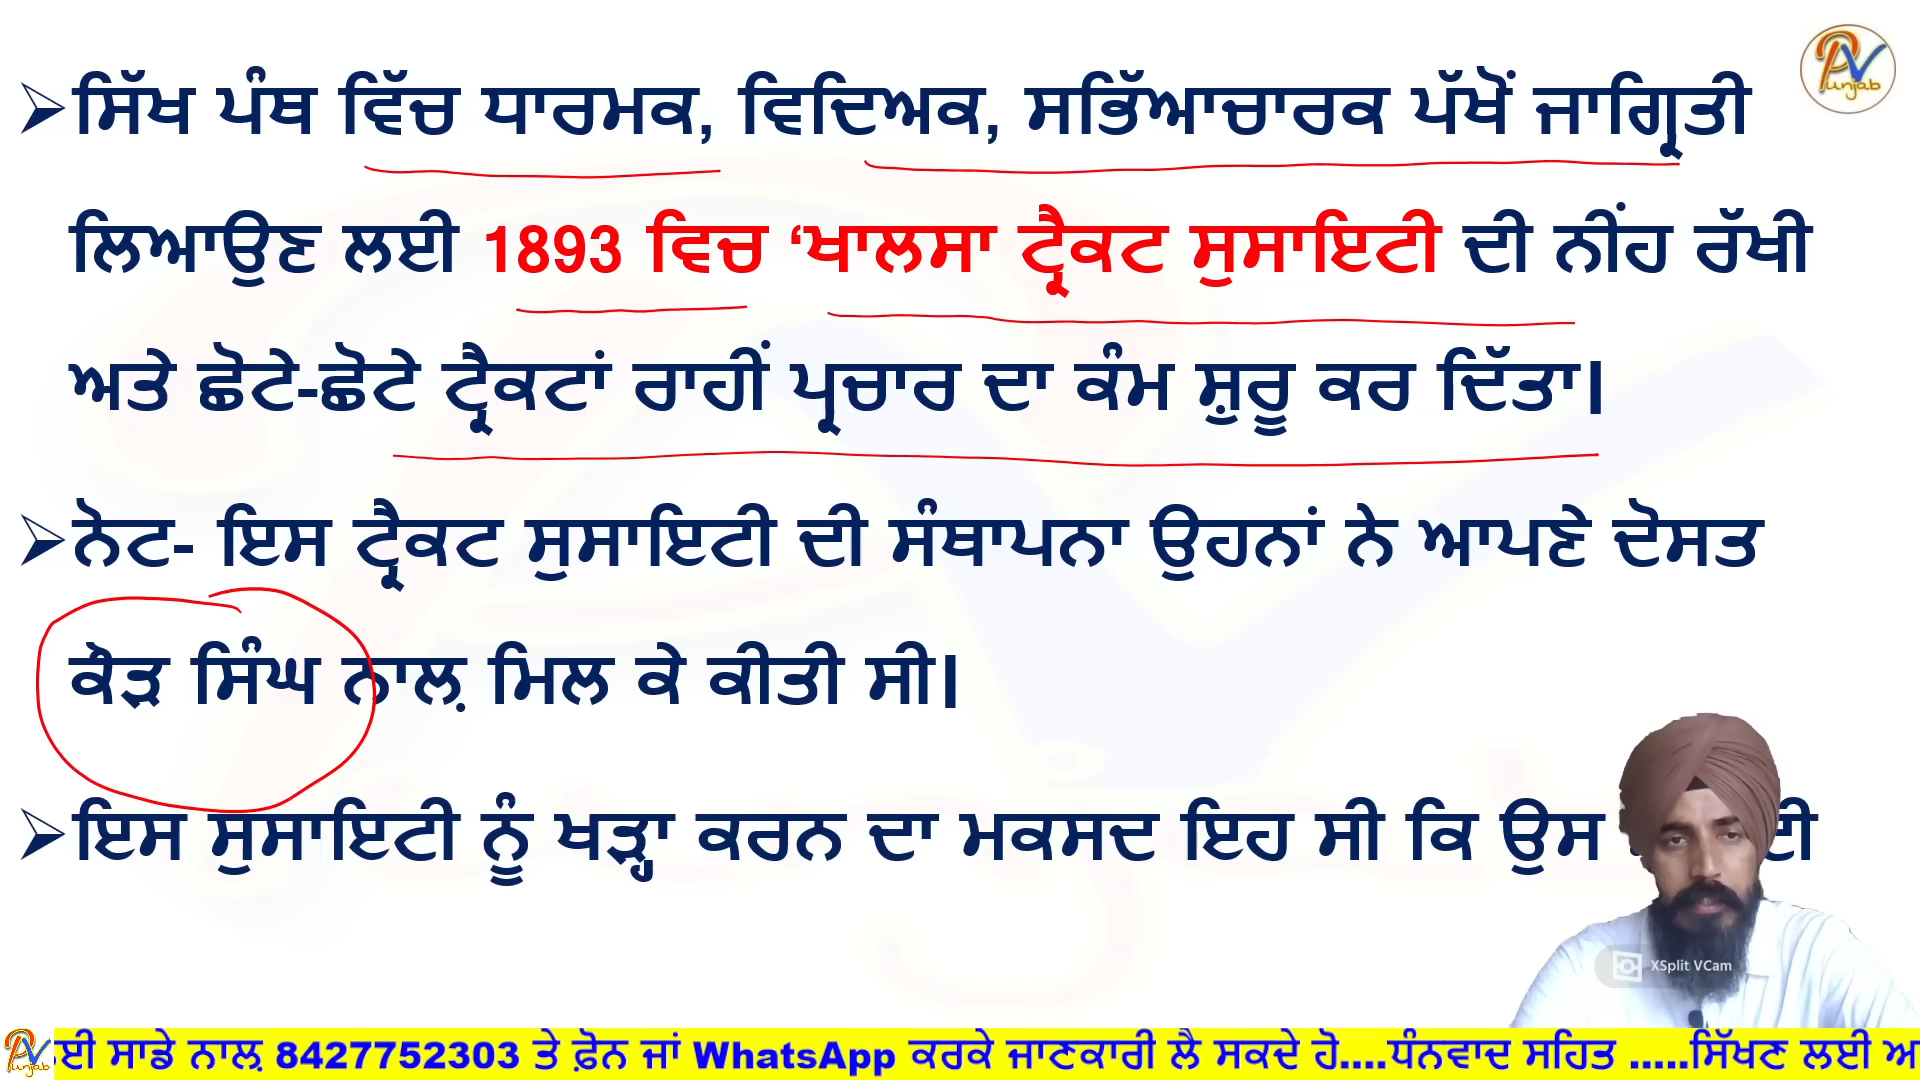 ➢ਸਿੱਖ ਪੰਥ ਵਿੱਚ ਧਾਰਮਕ, ਵਿਦਿਅਕ, ਸਭਿੱਆਚਾਰਕ ਪੱਖੋਂ ਜਾਗ੍ਰਿਤੀ
ਲਿਆਉਣ ਲਈ 1893 ਵਿਚ ‘ਖਾਲਸਾ ਟ੍ਰੈਕਟ ਸੁਸਾਇਟੀ ਦੀ ਨੀਂਹ ਰੱਖੀ
ਅਤੇ ਛੋਟੇ-ਛੋਟੇ ਟ੍ਰੈਕਟਾਂ ਰਾਹੀਂ ਪ੍ਰਚਾਰ ਦਾ ਕੰਮ ਸ਼ੁਰੂ ਕਰ ਦਿੱਤਾ।
➢ਨੋਟ- ਇਸ ਟ੍ਰੈਕਟ ਸੁਸਾਇਟੀ ਦੀ ਸੰਥਾਪਨਾ ਉਹਨਾਂ ਨੇ ਆਪਣੇ ਦੋਸਤ
ਕੌੜ ਸਿੰਘ ਨਾਲ਼ ਮਿਲ ਕੇ ਕੀਤੀ ਸੀ।
➢ਇਸ ਸੁਸਾਇਟੀ ਨੂੰ ਖੜ੍ਹਾ ਕਰਨ ਦਾ ਮਕਸਦ ਇਹ ਸੀ ਕਿ ਉਸ
XSplit VCam
ਸਾਡੇ ਨਾਲ਼ 8427752303 ਤੇ ਫ਼ੋਨ ਜਾਂ WhatsApp ਕਰਕੇ ਜਾਣਕਾਰੀ ਲੈ ਸਕਦੇ ਹੋ....ਧੰਨਵਾਦ ਸਹਿਤ .....ਸਿੱਖਣ ਲਈ